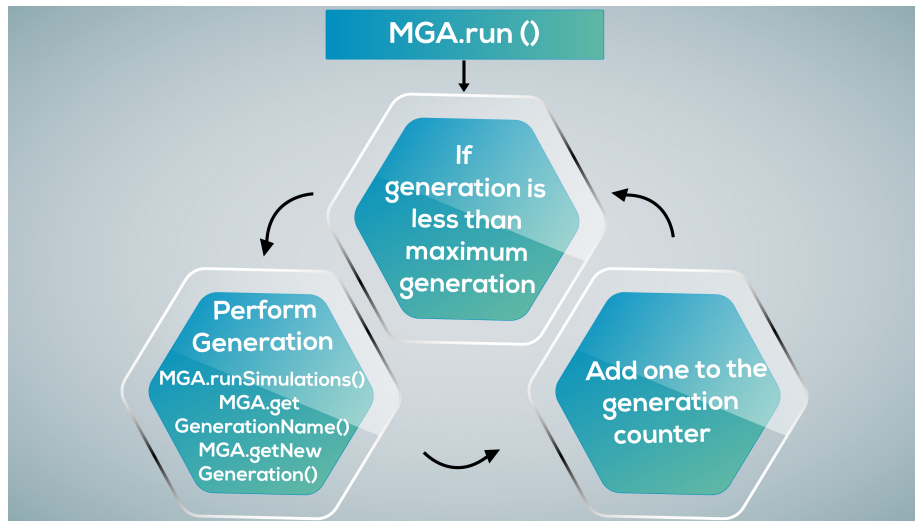 MGA.run ()
If
generation is
less than
maximum
generation
Perform
Generation
MGA.runSimulations()
MGA.get
GenerationName()
MGA.getNew
Generation()
Add one to the
generation
counter